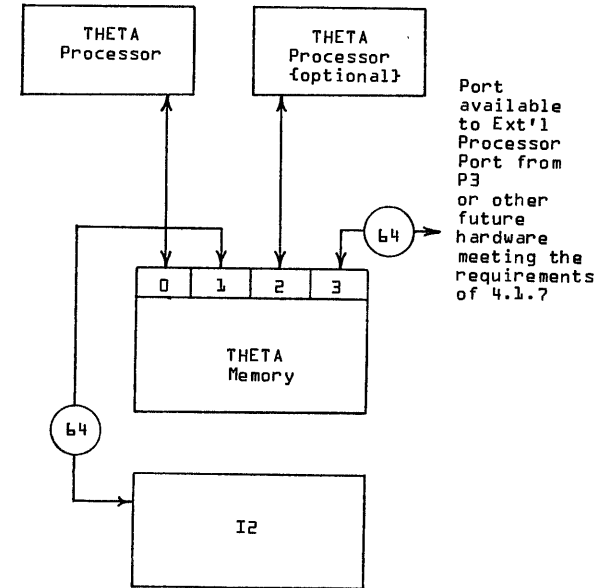 THETA
Processor
THETA
Processor
{optional}
Port
available
to Ext'l
Processor
Port from
P3
or other
future
hardware
meeting the
requirements
of 4.1.7
64
0 1 2 3
THETA
Memory
64
I2